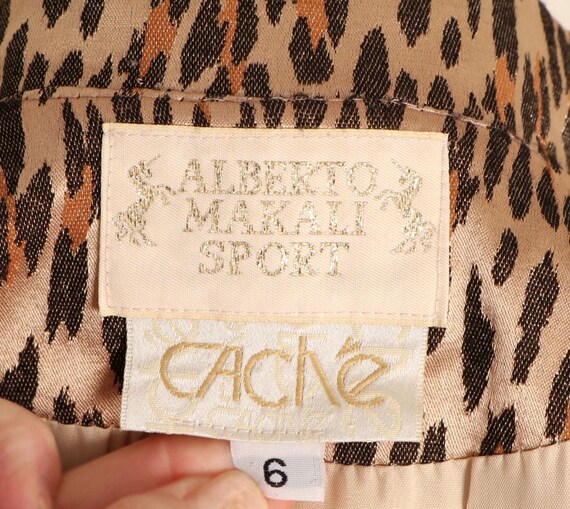 ALBERTO
MAKALI
SPORT
CAChé
6